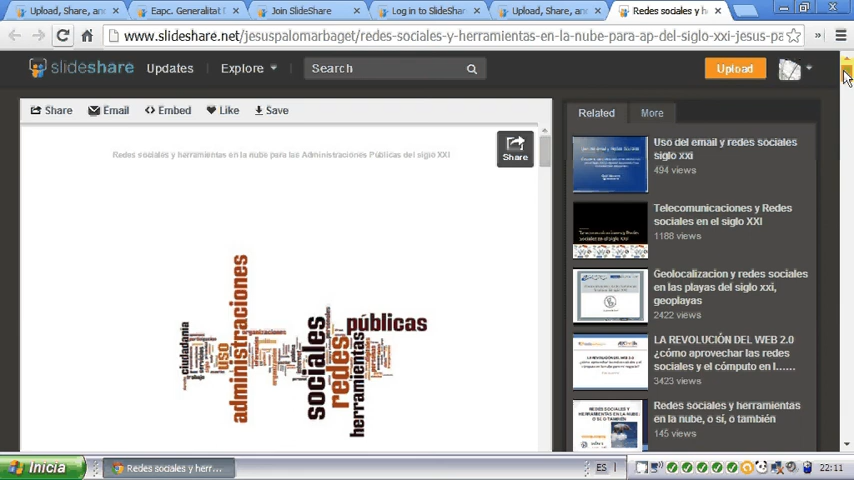 Upload, Share, and
Eapc. Generalitat
Join SlideShare
Log in to SlideShar
Upload, Share, an
Redes sociales y h
www.slideshare.net/jesuspalomarbaget/redes-sociales-y-herramientas-en-la-nube-para-ap-del-siglo-xxi-jesus-pa
slideshare
Updates
Explore
Search
Upload
Share
Email
Embed
Like
Save
Related
More
Redes sociales y herramientas en la nube para las Administraciones Públicas del siglo XXI
Share
ciudadanía
uso
administraciones
organizaciones
sociales
redes
herramientas
públicas
Uso del email y redes sociales
siglo xxi
494 views
Telecomunicaciones y Redes
sociales en el siglo XXI
1188 views
Geolocalizacion y redes sociales
en las playas del siglo xxi,
geoplayas
2422 views
LA REVOLUCIÓN DEL WEB 2.0
¿cómo aprovechar las redes
sociales y el cómputo en l……
3423 views
REDES SOCIALES Y
Redes sociales y herramientas
en la nube, o sí, o también
145 views
Inicia
Redes sociales y herr...
ES
22:11